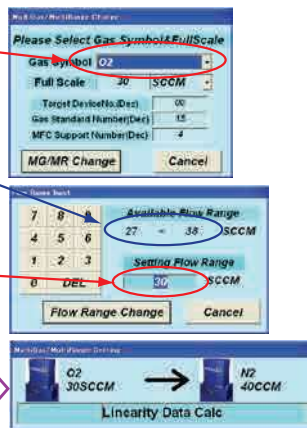 Multi Gas/MultiRange Change
Please Select Gas Symbol&FullScale
Gas Symbol O2
Full Scale 30 SCCM
Target DeviceNo.(Dec) 00
Gas Standard Number(Dec) 15
MFC Support Number(Dec) 4
MG/MR Change Cancel
Flow Range Input
7 8 9 Available Flow Range
4 5 6 27 - 38 SCCM
1 2 3 Setting Flow Range
0 DEL 30 SCCM
Flow Range Change Cancel
O2 N2
30SCCM → 40CCM
Linearity Data Calc